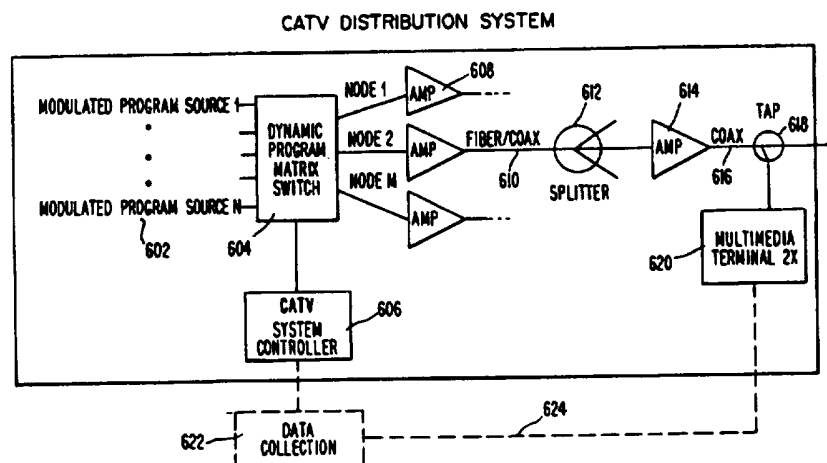 CATV DISTRIBUTION SYSTEM
MODULATED PROGRAM SOURCE 1
MODULATED PROGRAM SOURCE N
602
DYNAMIC
PROGRAM
MATRIX
SWITCH
604
NODE 1
NODE 2
NODE M
AMP
608
AMP
AMP
FIBER/COAX
610
612
SPLITTER
614
AMP
COAX
616
TAP
618
620
MULTIMEDIA
TERMINAL 2X
CATV
SYSTEM
CONTROLLER
606
622
DATA
COLLECTION
624